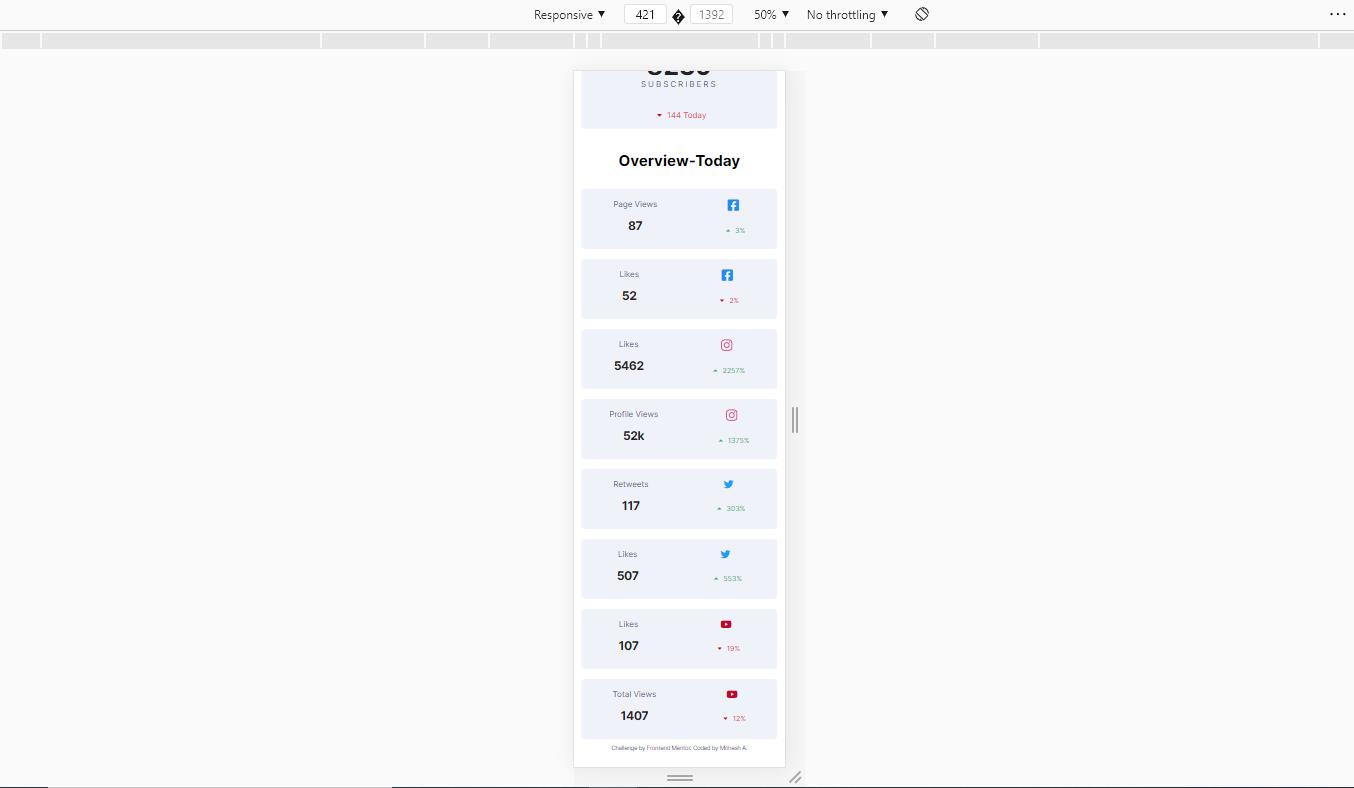 Responsive ▼ 421 1392 50% ▼ No throttling ▼
SUBSCRIBERS
144 Today
Overview-Today
Page Views
87
3%
Likes
52
2%
Likes
5462
2257%
Profile Views
52k
1375%
Retweets
117
303%
Likes
507
553%
Likes
107
19%
Total Views
1407
12%
Challenge by Frontend Mentor. Coded by Mithesh A.